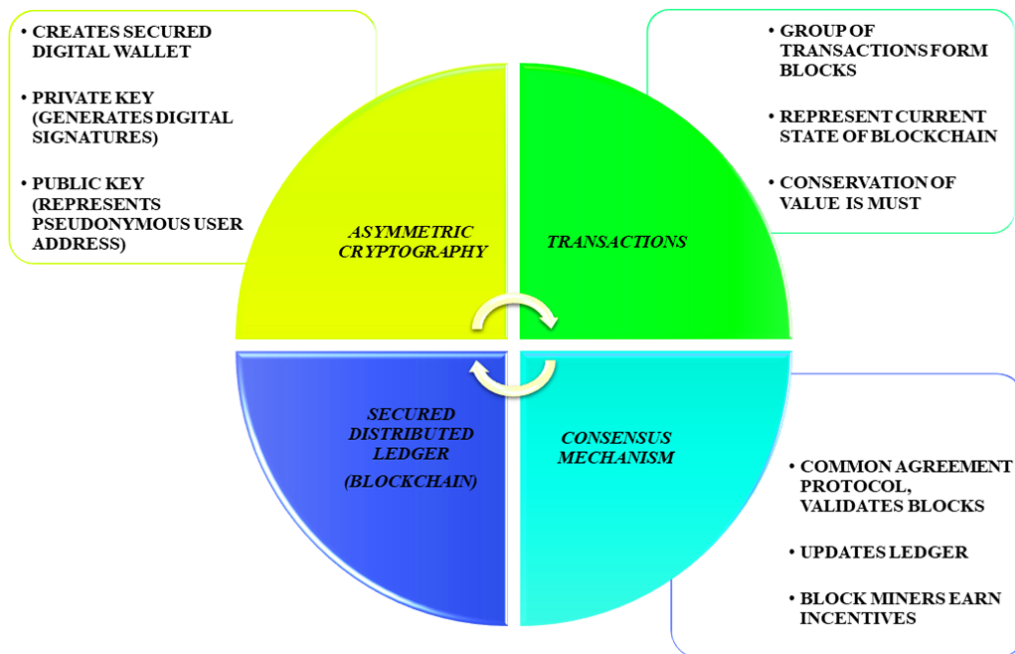 • CREATES SECURED
DIGITAL WALLET
• PRIVATE KEY
(GENERATES DIGITAL
SIGNATURES)
• PUBLIC KEY
(REPRESENTS
PSEUDONYMOUS USER
ADDRESS)
• GROUP OF
TRANSACTIONS FORM
BLOCKS
• REPRESENT CURRENT
STATE OF BLOCKCHAIN
• CONSERVATION OF
VALUE IS MUST
ASYMMETRIC
CRYPTOGRAPHY
TRANSACTIONS
SECURED
DISTRIBUTED
LEDGER
(BLOCKCHAIN)
CONSENSUS
MECHANISM
• COMMON AGREEMENT
PROTOCOL,
VALIDATES BLOCKS
• UPDATES LEDGER
• BLOCK MINERS EARN
INCENTIVES